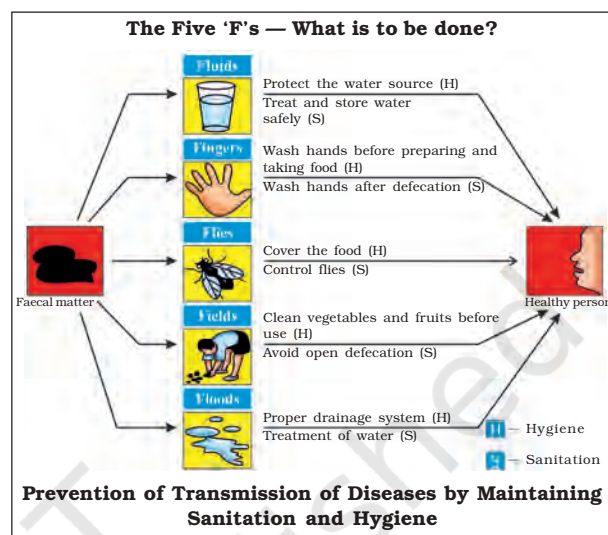 The Five ‘F’s — What is to be done?
Fluids
Protect the water source (H)
Treat and store water
safely (S)
Fingers
Wash hands before preparing and
taking food (H)
Wash hands after defecation (S)
Flies
Cover the food (H)
Control flies (S)
Faecal matter
Healthy person
Fields
Clean vegetables and fruits before
use (H)
Avoid open defecation (S)
Floods
Proper drainage system (H)
Treatment of water (S)
H — Hygiene
S — Sanitation
Prevention of Transmission of Diseases by Maintaining
Sanitation and Hygiene